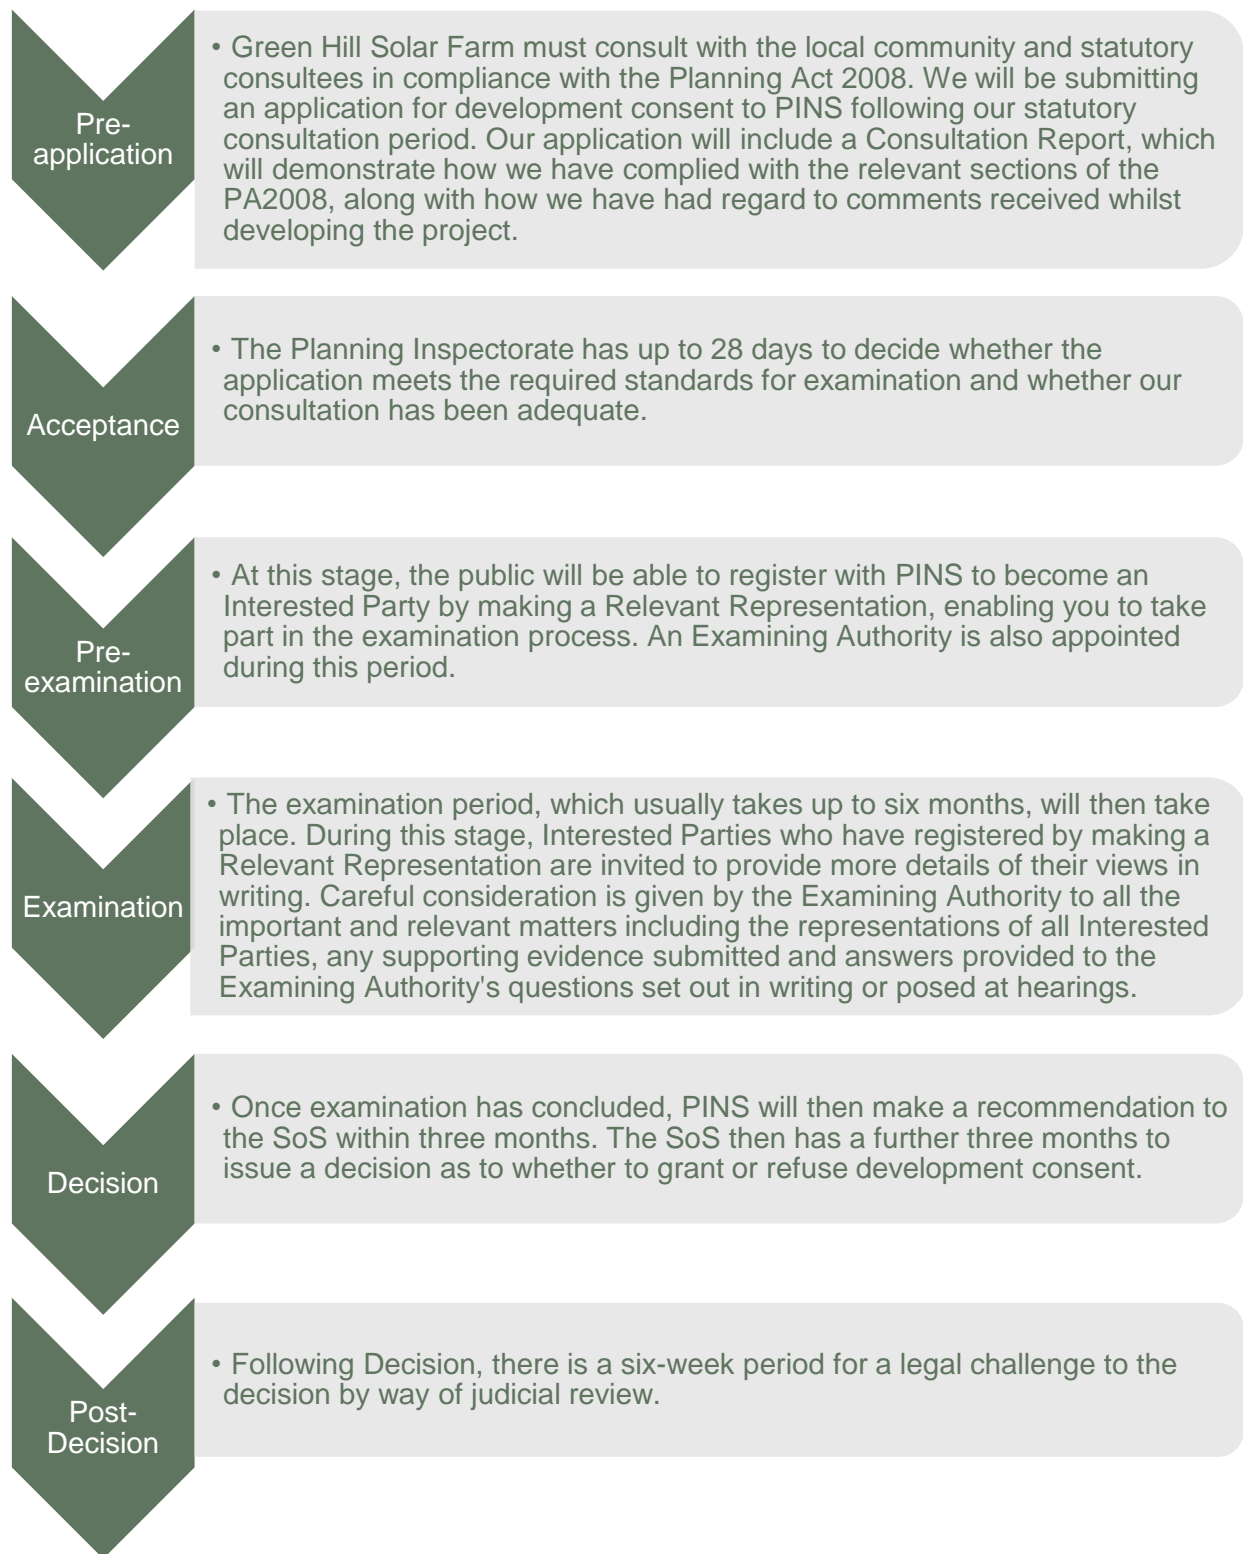 Pre-
application
• Green Hill Solar Farm must consult with the local community and statutory
consultees in compliance with the Planning Act 2008. We will be submitting
an application for development consent to PINS following our statutory
consultation period. Our application will include a Consultation Report, which
will demonstrate how we have complied with the relevant sections of the
PA2008, along with how we have had regard to comments received whilst
developing the project.
Acceptance
• The Planning Inspectorate has up to 28 days to decide whether the
application meets the required standards for examination and whether our
consultation has been adequate.
Pre-
examination
• At this stage, the public will be able to register with PINS to become an
Interested Party by making a Relevant Representation, enabling you to take
part in the examination process. An Examining Authority is also appointed
during this period.
Examination
• The examination period, which usually takes up to six months, will then take
place. During this stage, Interested Parties who have registered by making a
Relevant Representation are invited to provide more details of their views in
writing. Careful consideration is given by the Examining Authority to all the
important and relevant matters including the representations of all Interested
Parties, any supporting evidence submitted and answers provided to the
Examining Authority's questions set out in writing or posed at hearings.
Decision
• Once examination has concluded, PINS will then make a recommendation to
the SoS within three months. The SoS then has a further three months to
issue a decision as to whether to grant or refuse development consent.
Post-
Decision
• Following Decision, there is a six-week period for a legal challenge to the
decision by way of judicial review.